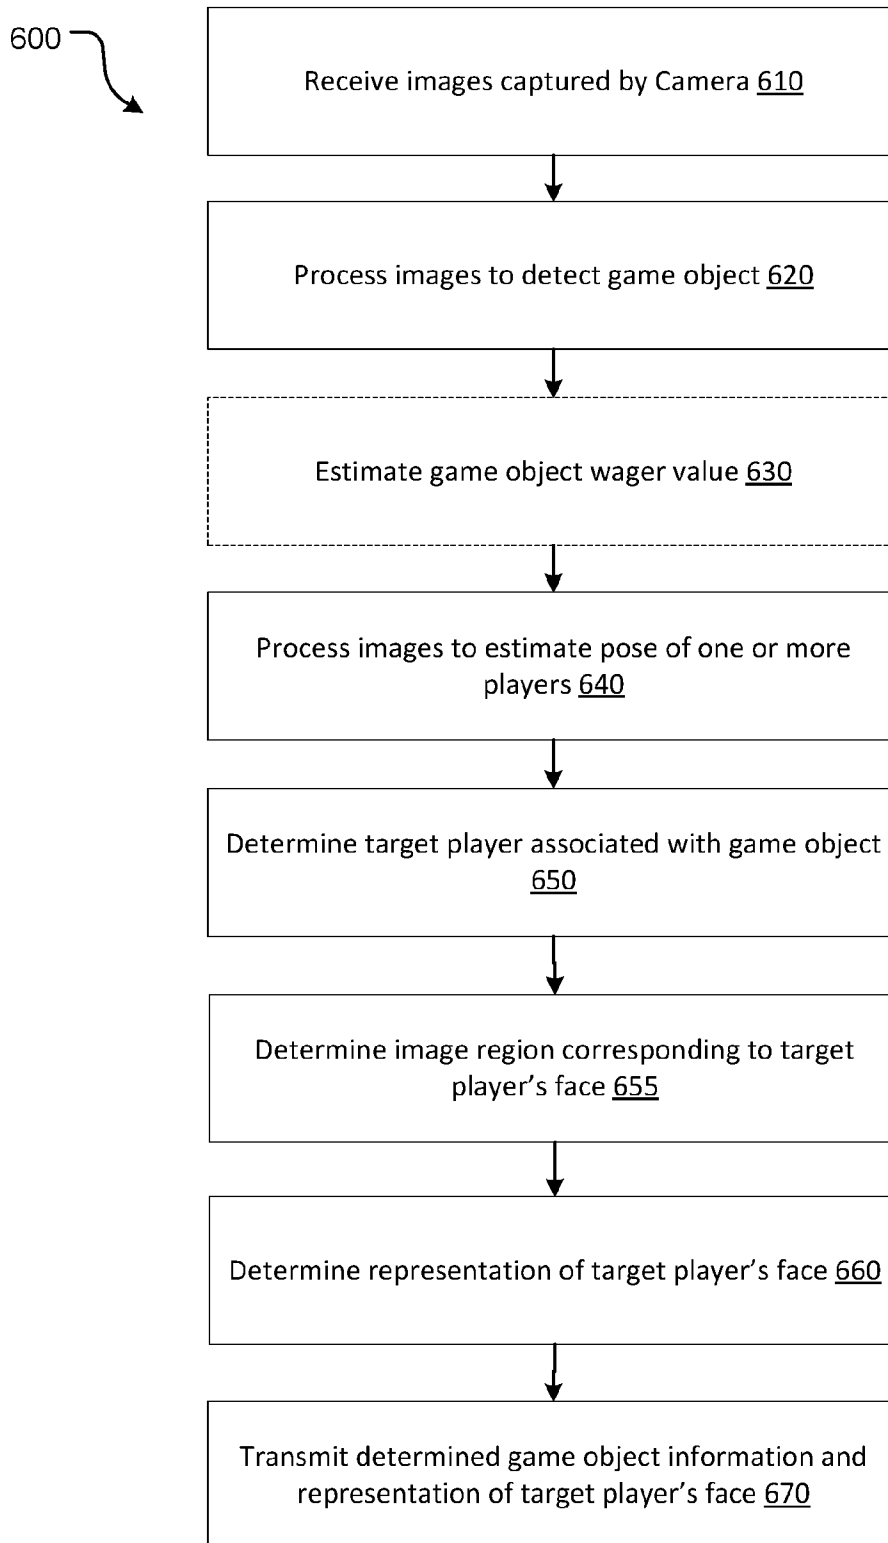 600
Receive images captured by Camera 610
Process images to detect game object 620
Estimate game object wager value 630
Process images to estimate pose of one or more
players 640
Determine target player associated with game object
650
Determine image region corresponding to target
player’s face 655
Determine representation of target player’s face 660
Transmit determined game object information and
representation of target player’s face 670